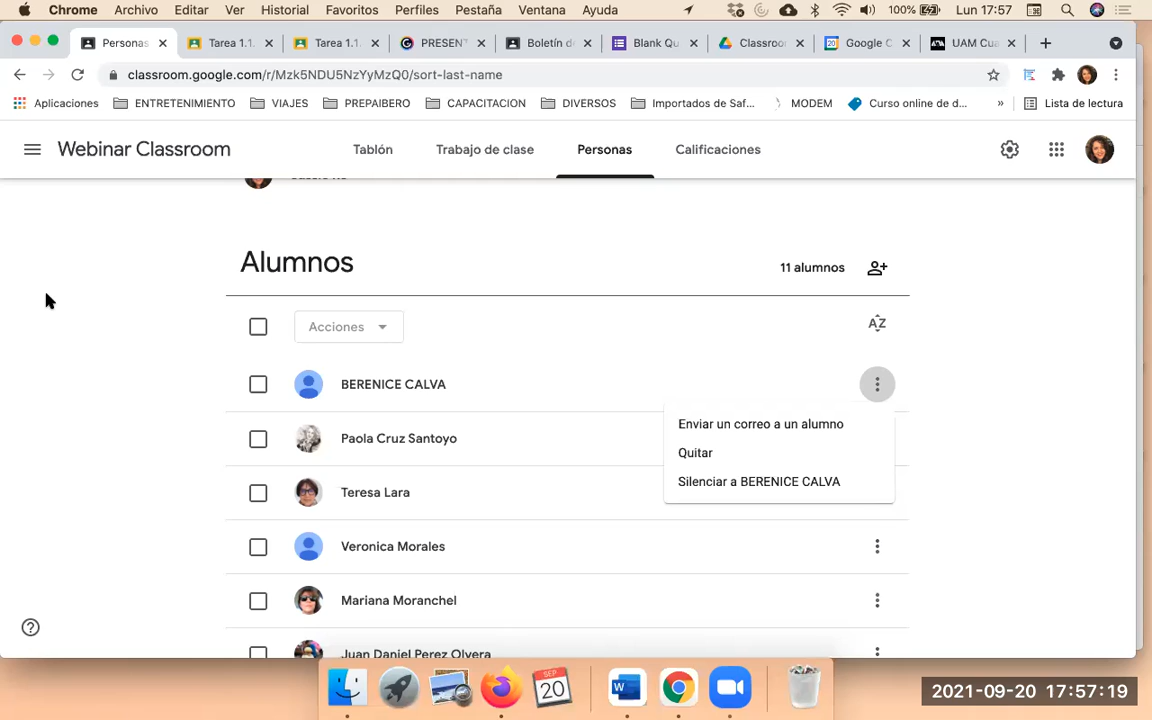 Chrome Archivo Editar Ver Historial Favoritos Perfiles Pestaña Ventana Ayuda 100% Lun 17:57
Personas Tarea 1.1. Tarea 1.1. PRESEN Boletín d Blank Qu Classroo Google C UAM Cua
classroom.google.com/r/Mzk5NDU5NzYyMzQ0/sort-last-name
Aplicaciones ENTRETENIMIENTO VIAJES PREPAIBERO CAPACITACION DIVERSOS Importados de Saf... MODEM Curso online de d... » Lista de lectura
Webinar Classroom Tablón Trabajo de clase Personas Calificaciones
Alumnos 11 alumnos
Acciones AZ
BERENICE CALVA
Enviar un correo a un alumno
Paola Cruz Santoyo
Quitar
Silenciar a BERENICE CALVA
Teresa Lara
Veronica Morales
Mariana Moranchel
Juan Daniel Perez Olvera
SEP
20
W
2021-09-20 17:57:19